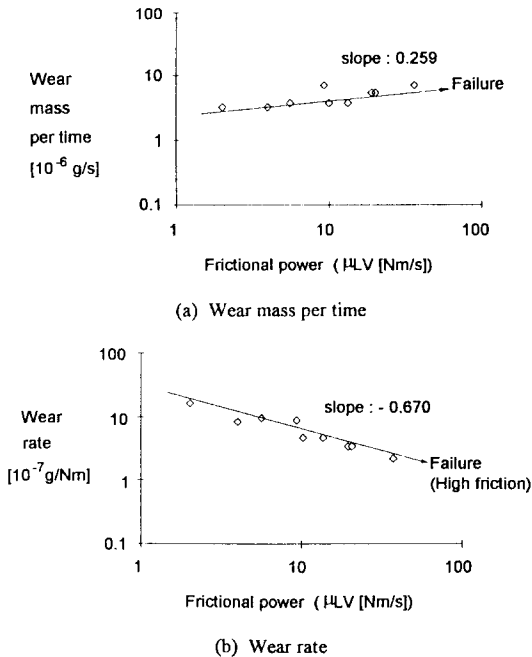 100
slope : 0.259
Wear
mass
per time
[10⁻⁶ g/s]
10
Failure
1
0.1
1
10
100
Frictional power ( μLV [Nm/s])
(a) Wear mass per time
100
Wear
rate
[10⁻⁷g/Nm]
slope : - 0.670
10
Failure
(High friction)
1
0.1
1
10
100
Frictional power ( μLV [Nm/s])
(b) Wear rate